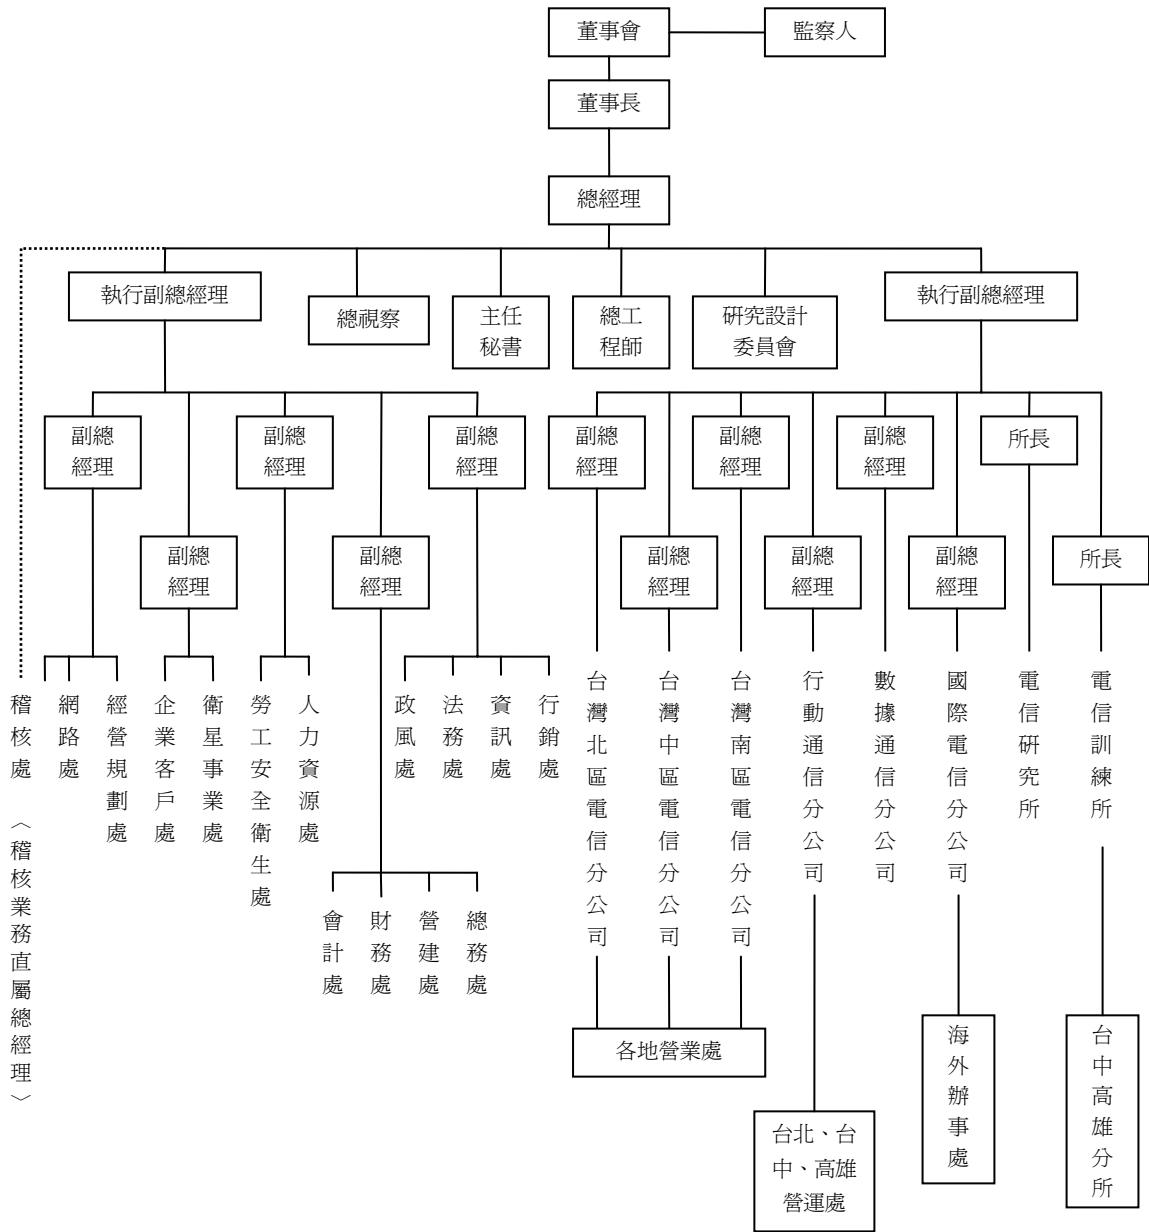 董事會
監察人
董事長
總經理
執行副總經理
總視察
主任
秘書
總工
程師
研究設計
委員會
執行副總經理
副總
經理
副總
經理
副總
經理
副總
經理
副總
經理
副總
經理
所長
副總
經理
副總
經理
副總
經理
副總
經理
副總
經理
所長
稽核處〈稽核業務直屬總經理〉
網路處
經營規劃處
企業客戶處
衛星事業處
勞工安全衛生處
人力資源處
政風處
法務處
資訊處
行銷處
台灣北區電信分公司
台灣中區電信分公司
台灣南區電信分公司
行動通信分公司
數據通信分公司
國際電信分公司
電信研究所
電信訓練所
會計處
財務處
營建處
總務處
各地營業處
海外辦事處
台中高雄分所
台北、台
中、高雄
營運處